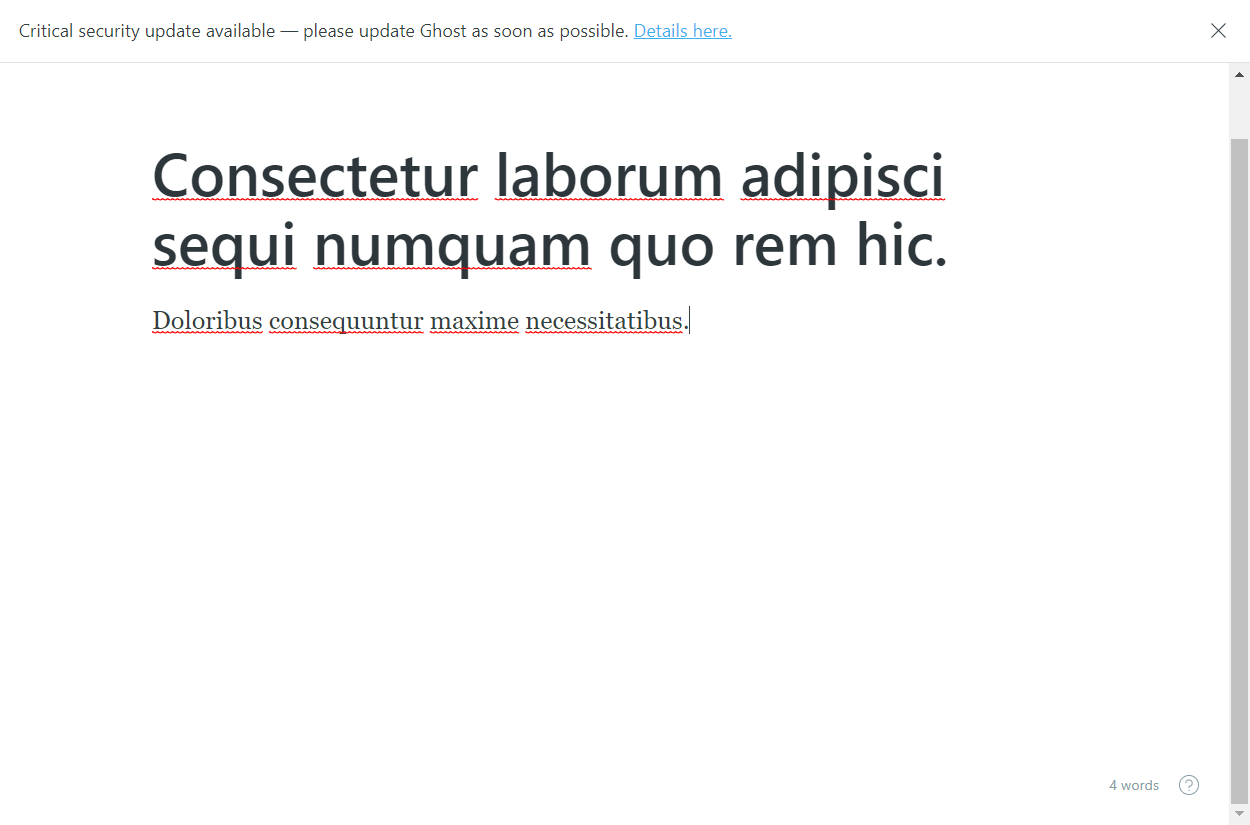 Critical security update available — please update Ghost as soon as possible. Details here.
Consectetur laborum adipisci
sequi numquam quo rem hic.
Doloribus consequuntur maxime necessitatibus.
4 words
?